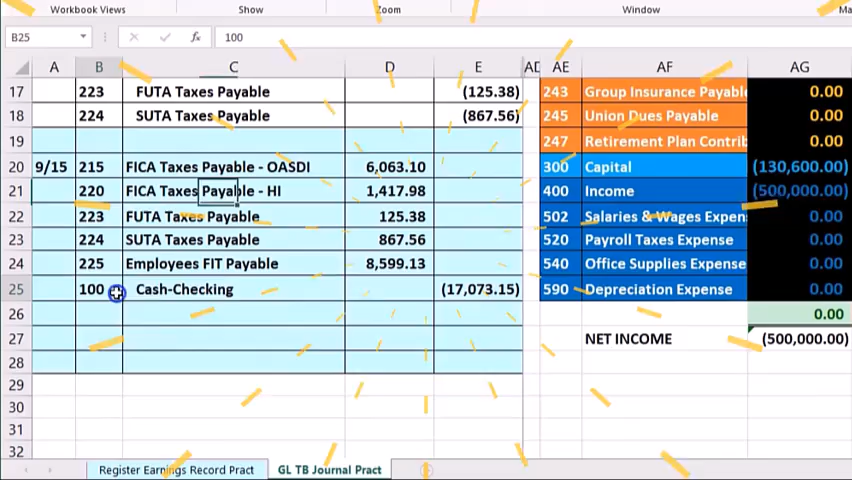 Workbook Views Show Zoom Window
B25 fx 100
A B C D E AD AE AF AG
17 223 FUTA Taxes Payable (125.38) 243 Group Insurance Payable 0.00
18 224 SUTA Taxes Payable (867.56) 245 Union Dues Payable 0.00
19 247 Retirement Plan Contrib 0.00
20 9/15 215 FICA Taxes Payable - OASDI 6,063.10 300 Capital (130,600.00)
21 220 FICA Taxes Payable - HI 1,417.98 400 Income (500,000.00)
22 223 FUTA Taxes Payable 125.38 502 Salaries & Wages Expens 0.00
23 224 SUTA Taxes Payable 867.56 520 Payroll Taxes Expense 0.00
24 225 Employees FIT Payable 8,599.13 540 Office Supplies Expense 0.00
25 100 Cash-Checking (17,073.15) 590 Depreciation Expense 0.00
26 0.00
27 NET INCOME (500,000.00)
28
29
30
31
32
Register Earnings Record Pract GL TB Journal Pract